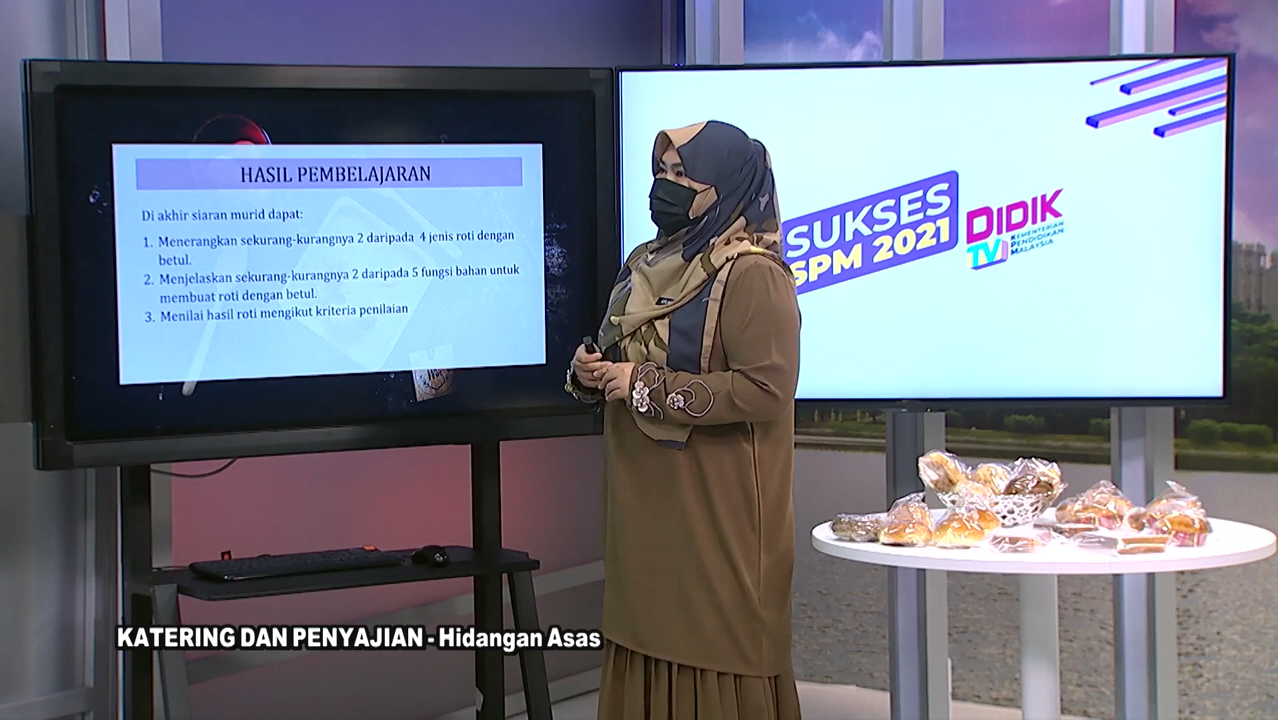 HASIL PEMBELAJARAN
Di akhir siaran murid dapat:
1. Menerangkan sekurang-kurangnya 2 daripada 4 jenis roti dengan
betul.
2. Menjelaskan sekurang-kurangnya 2 daripada 5 fungsi bahan untuk
membuat roti dengan betul.
3. Menilai hasil roti mengikut kriteria penilaian
SUKSES
SPM 2021
DIDIK
TV
KEMENTERIAN
PENDIDIKAN
MALAYSIA
KATERING DAN PENYAJIAN - Hidangan Asas